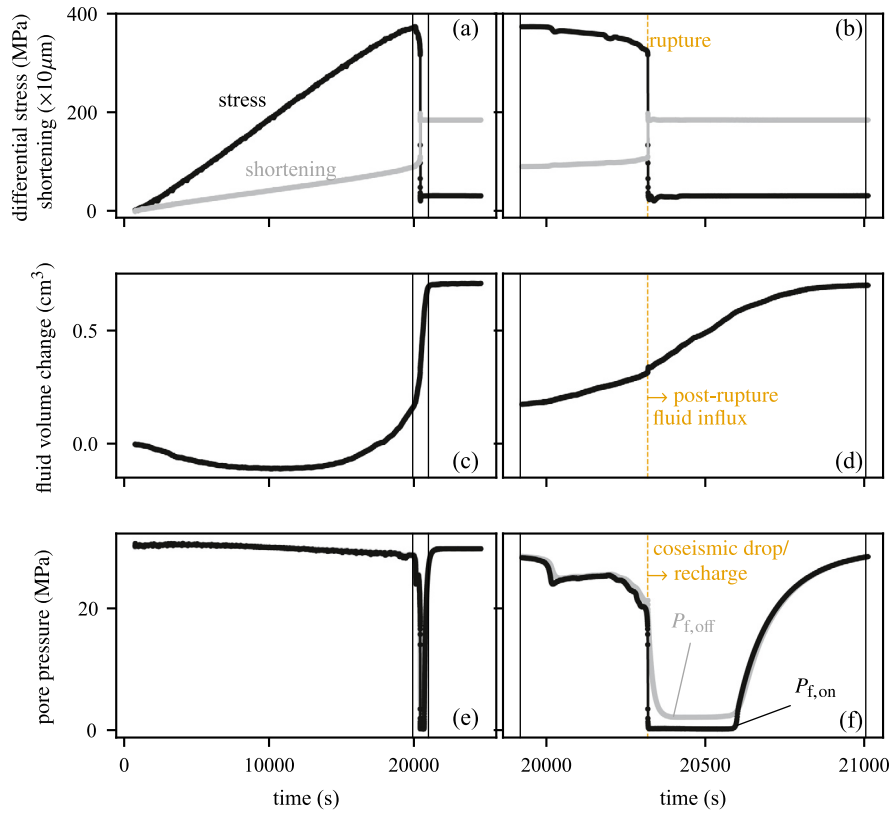 differential stress (MPa)
shortening (×10μm)
400
200
0
(a)
stress
shortening
(b)
rupture
fluid volume change (cm³)
0.5
0.0
(c)
(d)
→ post-rupture
fluid influx
pore pressure (MPa)
20
0
(e)
(f)
coseismic drop/
→ recharge
Pf,off
Pf,on
0
10000
20000
20000
20500
21000
time (s)
time (s)